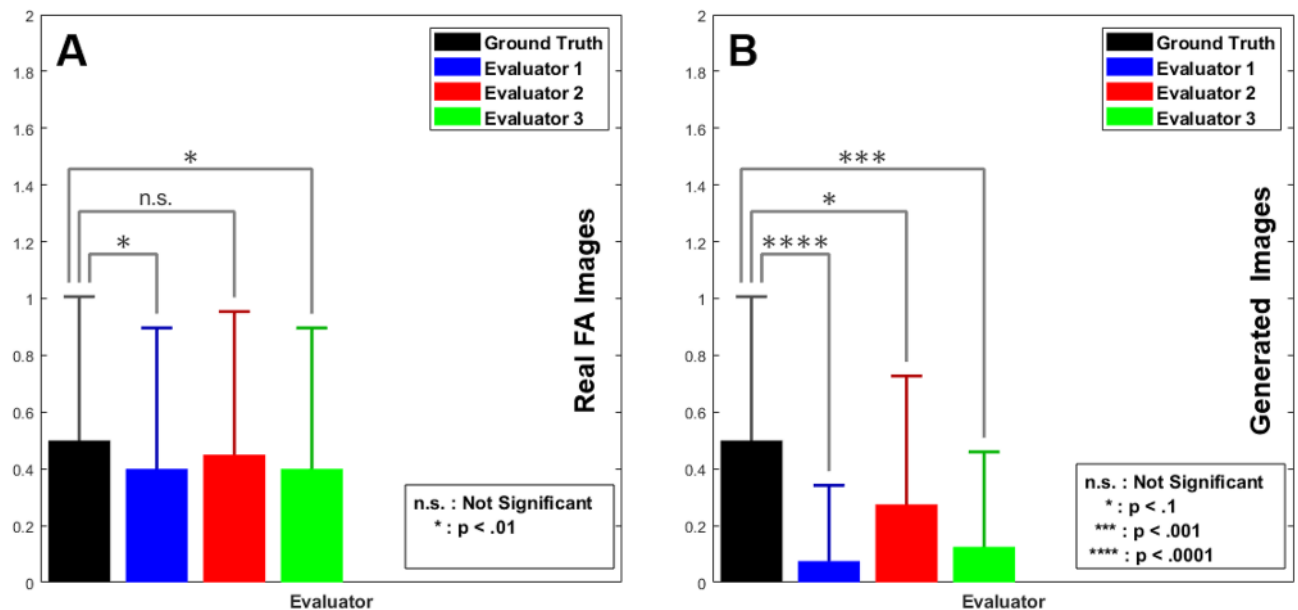 A
2
1.8
1.6
1.4
1.2
1
0.8
0.6
0.4
0.2
0
Ground Truth
Evaluator 1
Evaluator 2
Evaluator 3
*
n.s.
*
Real FA Images
n.s. : Not Significant
* : p < .01
Evaluator
B
2
1.8
1.6
1.4
1.2
1
0.8
0.6
0.4
0.2
0
Ground Truth
Evaluator 1
Evaluator 2
Evaluator 3
***
*
****
Generated Images
n.s. : Not Significant
* : p < .1
*** : p < .001
**** : p < .0001
Evaluator